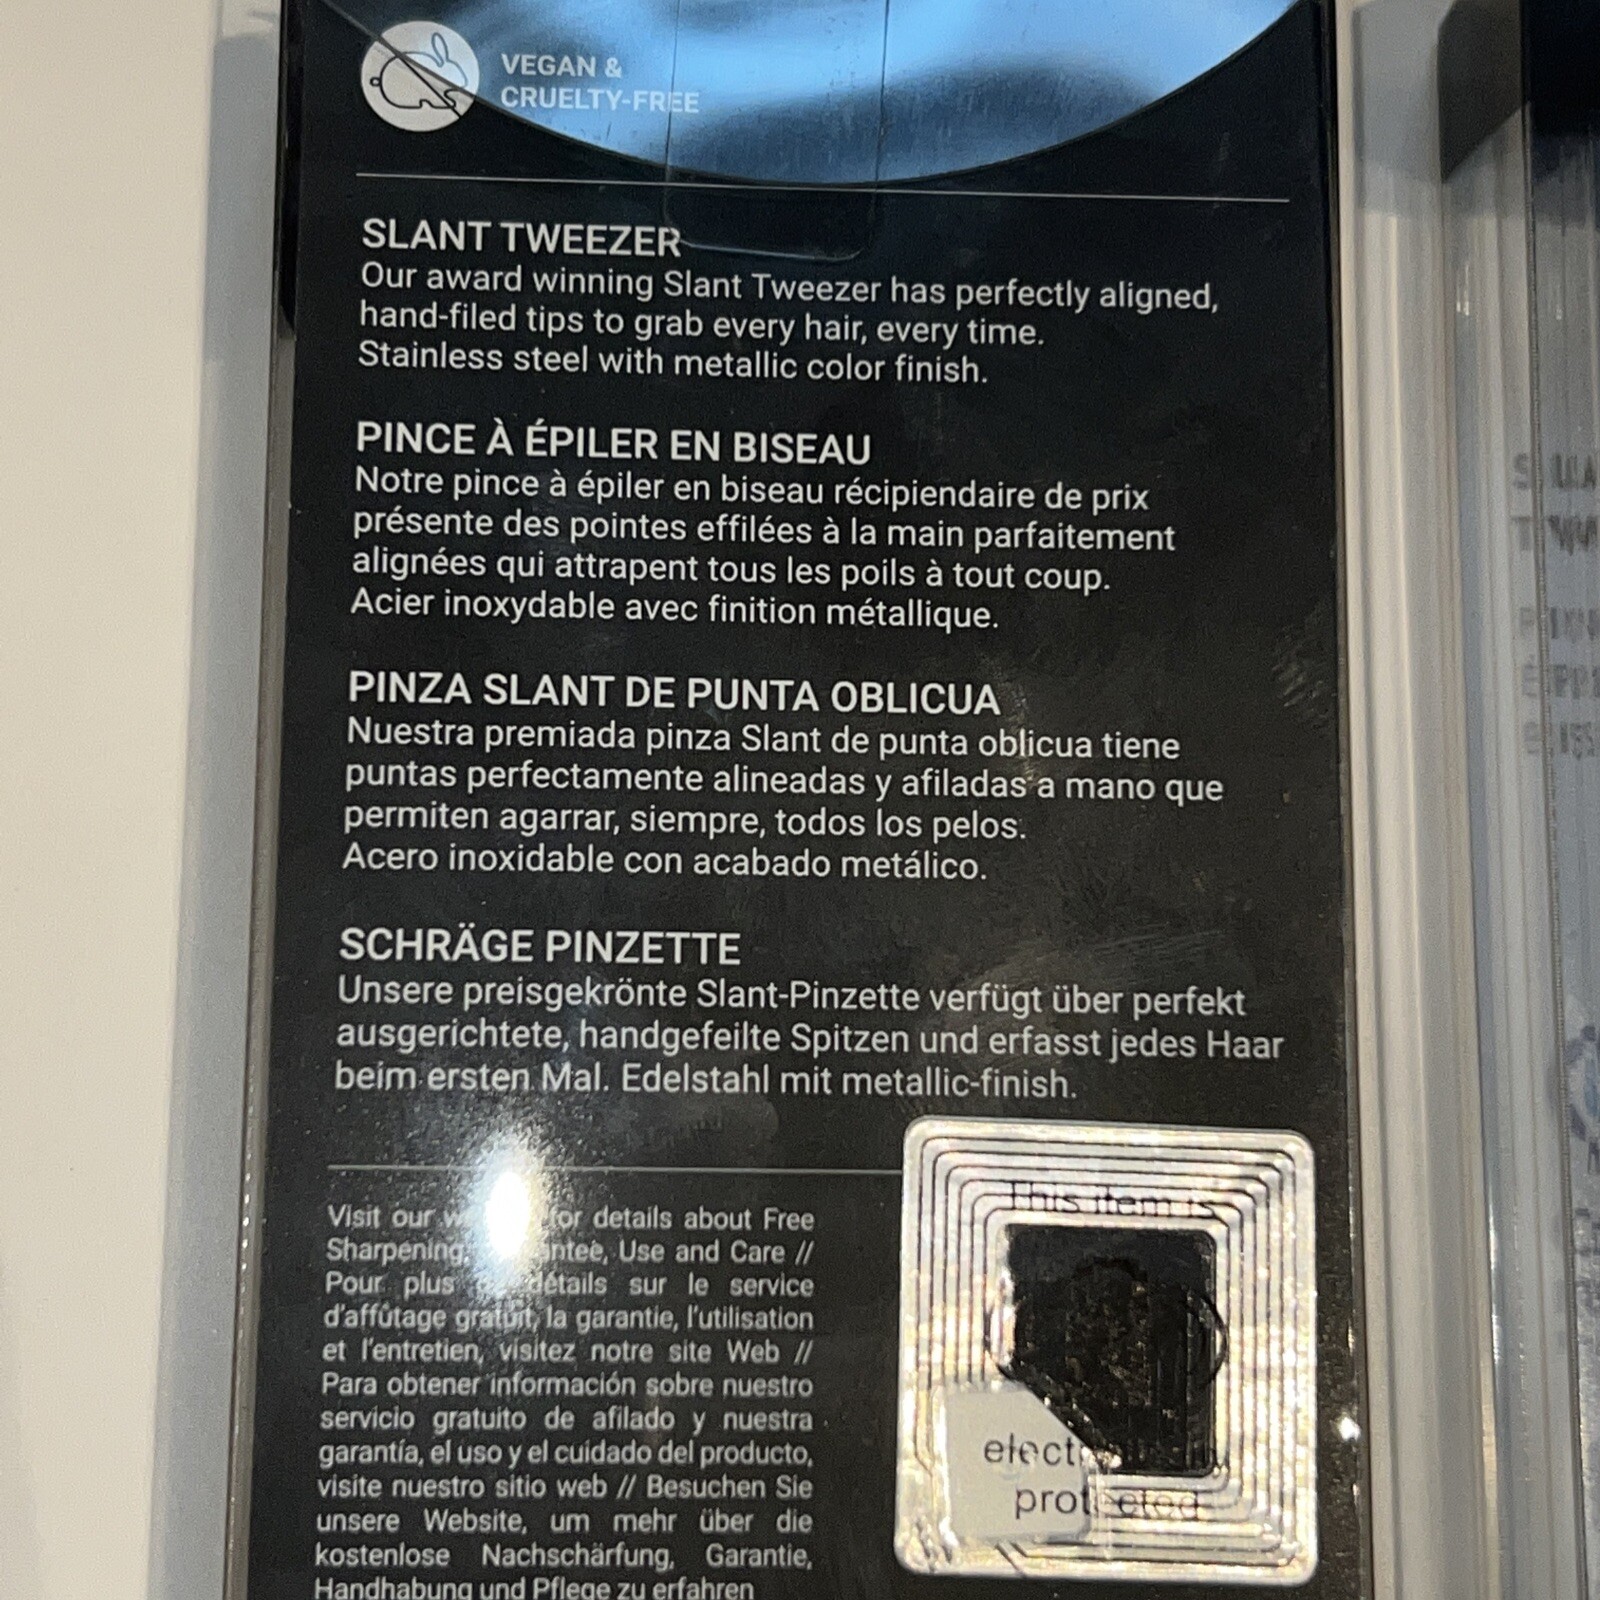 VEGAN &
CRUELTY-FREE
SLANT TWEEZER
Our award winning Slant Tweezer has perfectly aligned,
hand-filed tips to grab every hair, every time.
Stainless steel with metallic color finish.
PINCE À ÉPILER EN BISEAU
Notre pince à épiler en biseau récipiendaire de prix
présente des pointes effilées à la main parfaitement
alignées qui attrapent tous les poils à tout coup.
Acier inoxydable avec finition métallique.
PINZA SLANT DE PUNTA OBLICUA
Nuestra premiada pinza Slant de punta oblicua tiene
puntas perfectamente alineadas y afiladas a mano que
permiten agarrar, siempre, todos los pelos.
Acero inoxidable con acabado metálico.
SCHRÄGE PINZETTE
Unsere preisgekrönte Slant-Pinzette verfügt über perfekt
ausgerichtete, handgefeilte Spitzen und erfasst jedes Haar
beim ersten Mal. Edelstahl mit metallic-finish.
Visit our for details about Free
Sharpening, Use and Care //
Pour plus détails sur le service
d'affûtage gratuit, la garantie, l'utilisation
et l'entretien, visitez notre site Web //
Para obtener información sobre nuestro
servicio gratuito de afilado y nuestra
garantía, el uso y el cuidado del producto,
visite nuestro sitio web // Besuchen Sie
unsere Website, um mehr über die
kostenlose Nachschärfung, Garantie,
Handhabung und Pflege zu erfahren
This item is
protected